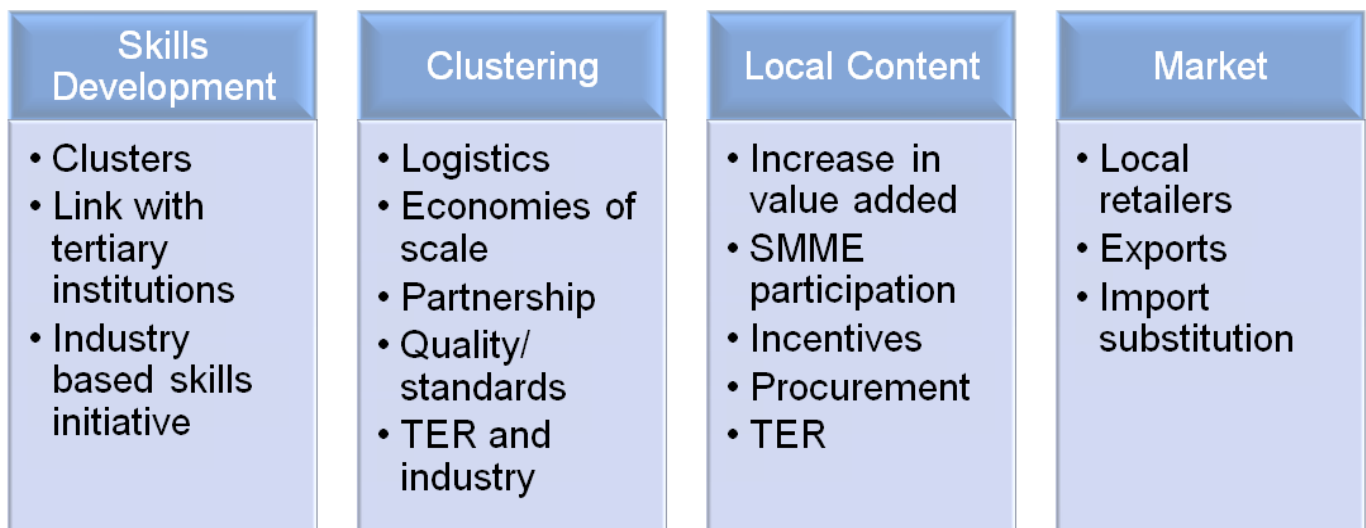 Skills
Development
• Clusters
• Link with
tertiary
institutions
• Industry
based skills
initiative
Clustering
• Logistics
• Economies of
scale
• Partnership
• Quality/
standards
• TER and
industry
Local Content
• Increase in
value added
• SMME
participation
• Incentives
• Procurement
• TER
Market
• Local
retailers
• Exports
• Import
substitution